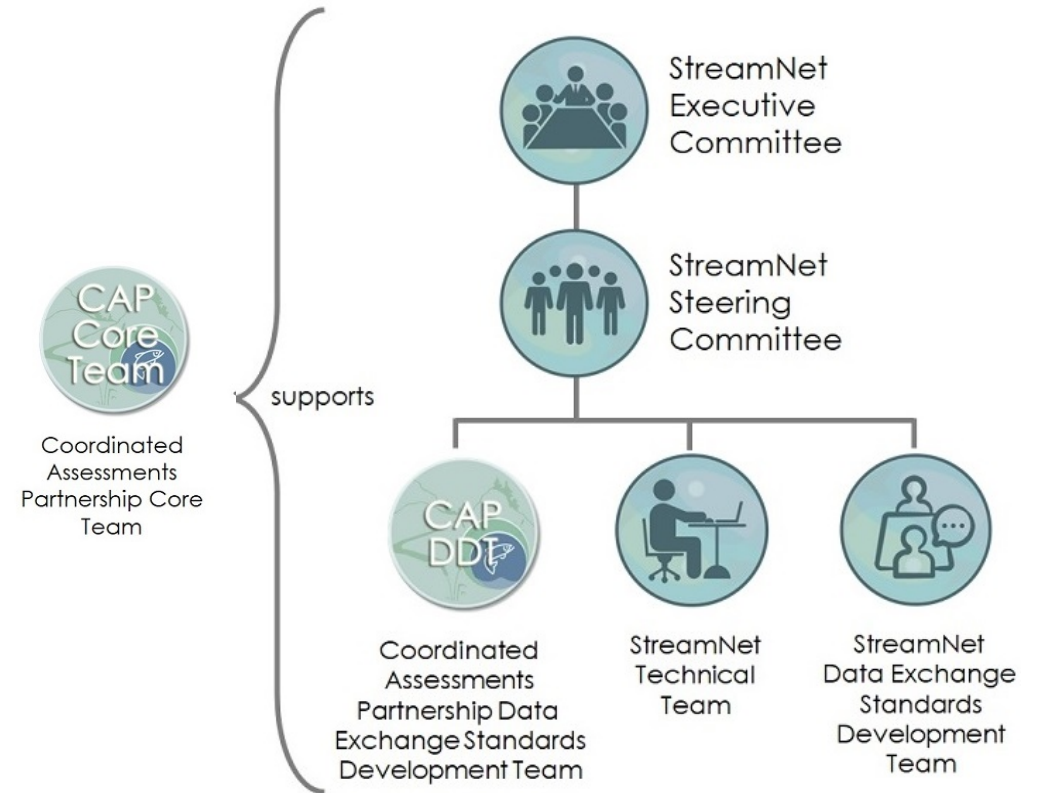 StreamNet
Executive
Committee
StreamNet
Steering
Committee
CAP
Core
Team
supports
Coordinated
Assessments
Partnership Core
Team
CAP
DDT
Coordinated
Assessments
Partnership Data
Exchange Standards
Development Team
StreamNet
Technical
Team
StreamNet
Data Exchange
Standards
Development
Team